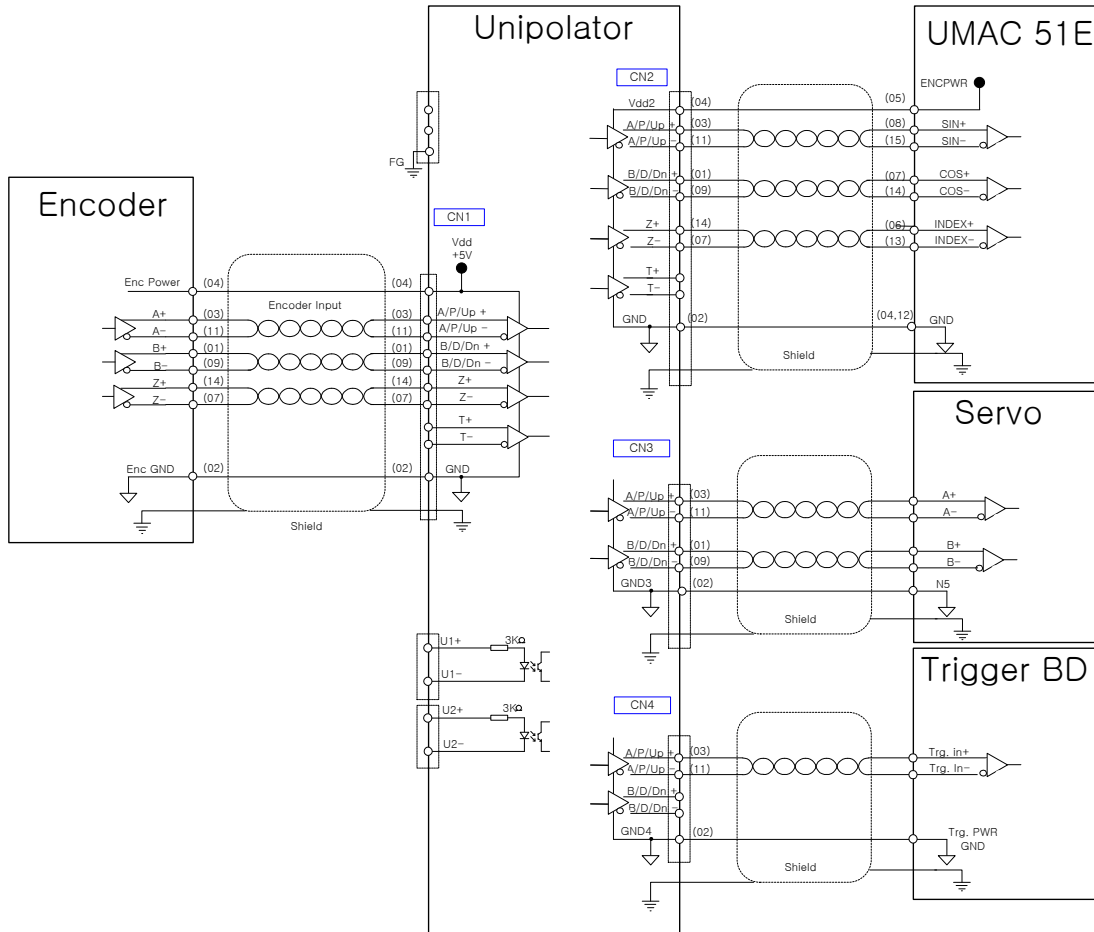 Unipolator
UMAC 51E
Encoder
Servo
Trigger BD
FG
CN1
Vdd
+5V
Enc Power
(04)
(04)
Encoder Input
A+
(03)
(03)
A/P/Up +
A-
(11)
(11)
A/P/Up -
B+
(01)
(01)
B/D/Dn +
B-
(09)
(09)
B/D/Dn -
Z+
(14)
(14)
Z+
Z-
(07)
(07)
Z-
T+
T-
Enc GND
(02)
(02)
GND
Shield
U1+
3KΩ
U1-
U2+
3KΩ
U2-
CN2
ENCPWR
Vdd2
(04)
(05)
A/P/Up +
(03)
(08)
SIN+
A/P/Up -
(11)
(15)
SIN-
B/D/Dn +
(01)
(07)
COS+
B/D/Dn -
(09)
(14)
COS-
Z+
(14)
(06)
INDEX+
Z-
(07)
(13)
INDEX-
T+
T-
GND
(02)
(04,12)
GND
Shield
CN3
A/P/Up +
(03)
A+
A/P/Up -
(11)
A-
B/D/Dn +
(01)
B+
B/D/Dn -
(09)
B-
GND3
(02)
N5
Shield
CN4
A/P/Up +
(03)
Trg. in+
A/P/Up -
(11)
Trg. In-
B/D/Dn +
B/D/Dn -
GND4
(02)
Trg. PWR
GND
Shield